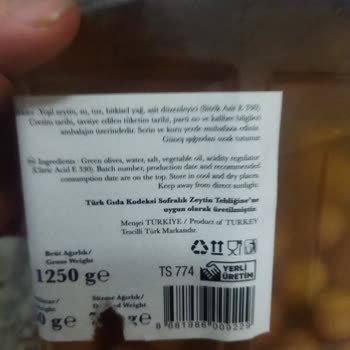 Yeşil zeytin, su, tuz, bitkisel yağ, asit düzenleyici (Sitrik Asit E 330).
Üretim tarihi, tavsiye edilen tüketim tarihi, parti no ve kalibre bilgileri
ambalajın üzerindedir. Serin ve kuru yerde muhafaza ediniz.
Güneş ışığından uzak tutunuz.
Ingredients : Green olives, water, salt, vegetable oil, acidity regulator
(Citric Acid E 330). Batch number, production date and recommended
consumption date are on the top. Store in cool and dry places.
Keep away from direct sunlight.
Türk Gıda Kodeksi Sofralık Zeytin Tebliğine'ne
uygun olarak üretilmiştir.
Menşei TÜRKİYE / Product of TURKEY
Tescilli Türk Markasıdır.
Brüt Ağırlık/
Gross Weight
1250 g e
TS 774
YERLİ
ÜRETİM
Süzme Ağırlık/
Weight
g e
8 681986 009229